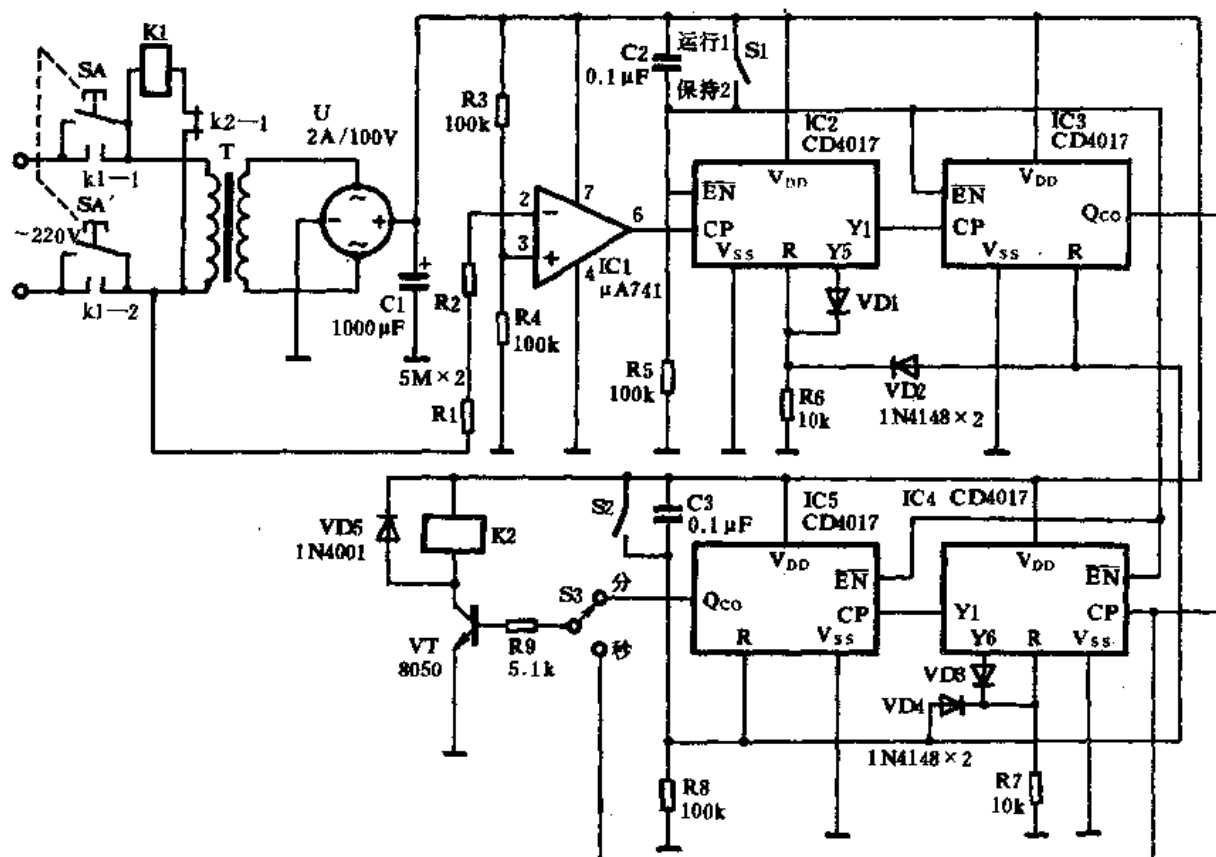 K1
SA
k2—1
k1—1
SA′
~220V
k1—2
T
U
2A/100V
~
−
+
~
+
C1
1000μF
5M×2
R2
R1
R3
100k
R4
100k
2
−
3
+
7
6
4
IC1
μA741
C2
0.1μF
运行1
保持2
S1
R5
100k
IC2
CD4017
VDD
EN
CP
VSS
R
Y5
Y1
VD1
R6
10k
VD2
1N4148×2
IC3
CD4017
VDD
EN
CP
VSS
R
QCO
VD5
1N4001
K2
S2
C3
0.1μF
S3
分
秒
VT
8050
R9
5.1k
IC5
CD4017
VDD
EN
QCO
CP
R
VSS
IC4 CD4017
VDD
EN
CP
Y1
Y6
R
VSS
VD3
VD4
1N4148×2
R8
100k
R7
10k